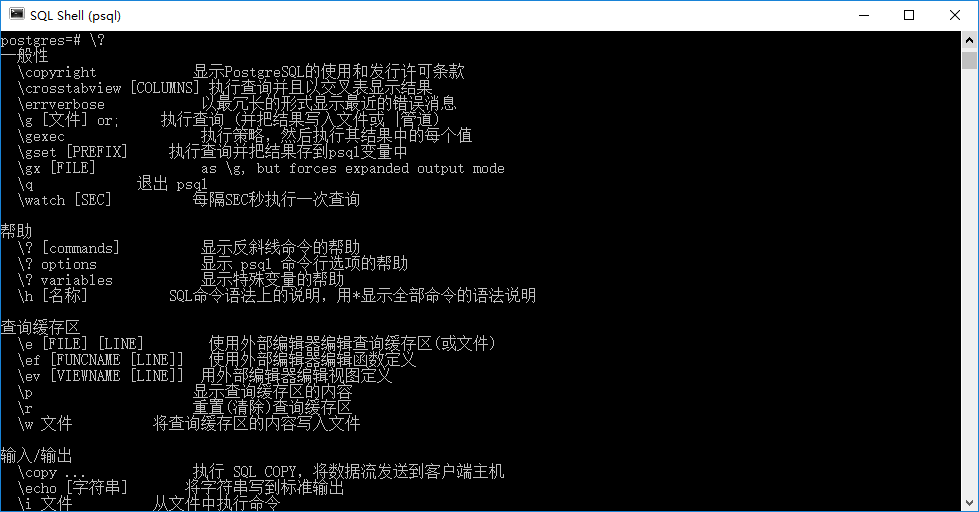 SQL Shell (psql)
postgres=# \?
一般性
  \copyright            显示PostgreSQL的使用和发行许可条款
  \crosstabview [COLUMNS] 执行查询并且以交叉表显示结果
  \errverbose            以最冗长的形式显示最近的错误消息
  \g [文件] or;     执行查询 (并把结果写入文件或 |管道)
  \gexec                 执行策略, 然后执行其结果中的每个值
  \gset [PREFIX]     执行查询并把结果存到psql变量中
  \gx [FILE]             as \g, but forces expanded output mode
  \q             退出 psql
  \watch [SEC]          每隔SEC秒执行一次查询
帮助
  \? [commands]          显示反斜线命令的帮助
  \? options             显示 psql 命令行选项的帮助
  \? variables           显示特殊变量的帮助
  \h [名称]          SQL命令语法上的说明, 用*显示全部命令的语法说明
查询缓存区
  \e [FILE] [LINE]        使用外部编辑器编辑查询缓存区(或文件)
  \ef [FUNCNAME [LINE]]   使用外部编辑器编辑函数定义
  \ev [VIEWNAME [LINE]]  用外部编辑器编辑视图定义
  \p                    显示查询缓存区的内容
  \r                    重置(清除)查询缓存区
  \w 文件          将查询缓存区的内容写入文件
输入/输出
  \copy ...             执行 SQL COPY, 将数据流发送到客户端主机
  \echo [字符串]       将字符串写到标准输出
  \i 文件          从文件中执行命令